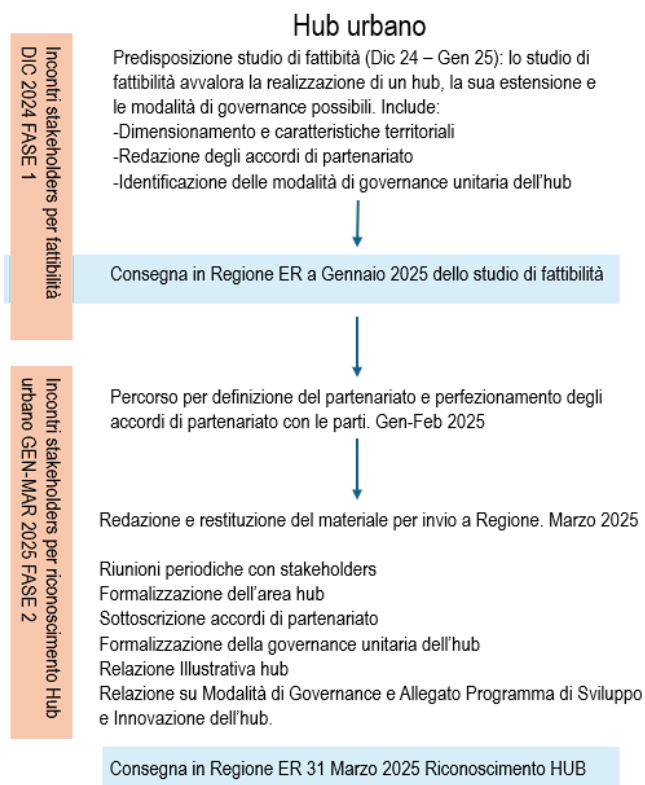 Hub urbano
Incontri stakeholders per fattibilità
DIC 2024 FASE 1
Predisposizione studio di fattibità (Dic 24 – Gen 25): lo studio di
fattibilità avvalora la realizzazione di un hub, la sua estensione e
le modalità di governance possibili. Include:
-Dimensionamento e caratteristiche territoriali
-Redazione degli accordi di partenariato
-Identificazione delle modalità di governance unitaria dell'hub
Consegna in Regione ER a Gennaio 2025 dello studio di fattibilità
Incontri stakeholders per riconoscimento Hub
urbano GEN-MAR 2025 FASE 2
Percorso per definizione del partenariato e perfezionamento degli
accordi di partenariato con le parti. Gen-Feb 2025
Redazione e restituzione del materiale per invio a Regione. Marzo 2025
Riunioni periodiche con stakeholders
Formalizzazione dell'area hub
Sottoscrizione accordi di partenariato
Formalizzazione della governance unitaria dell'hub
Relazione Illustrativa hub
Relazione su Modalità di Governance e Allegato Programma di Sviluppo
e Innovazione dell'hub.
Consegna in Regione ER 31 Marzo 2025 Riconoscimento HUB